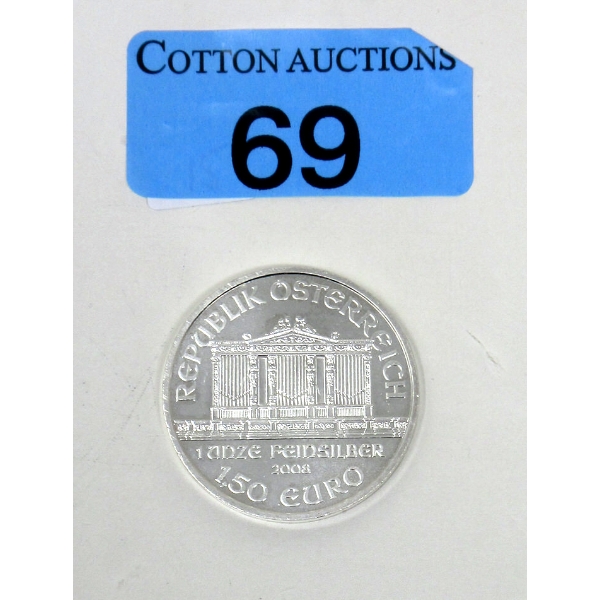 COTTON AUCTIONS
69
REPUBLIK ÖSTERREICH
1 UNZE FEINSILBER
2008
1,50 EURO